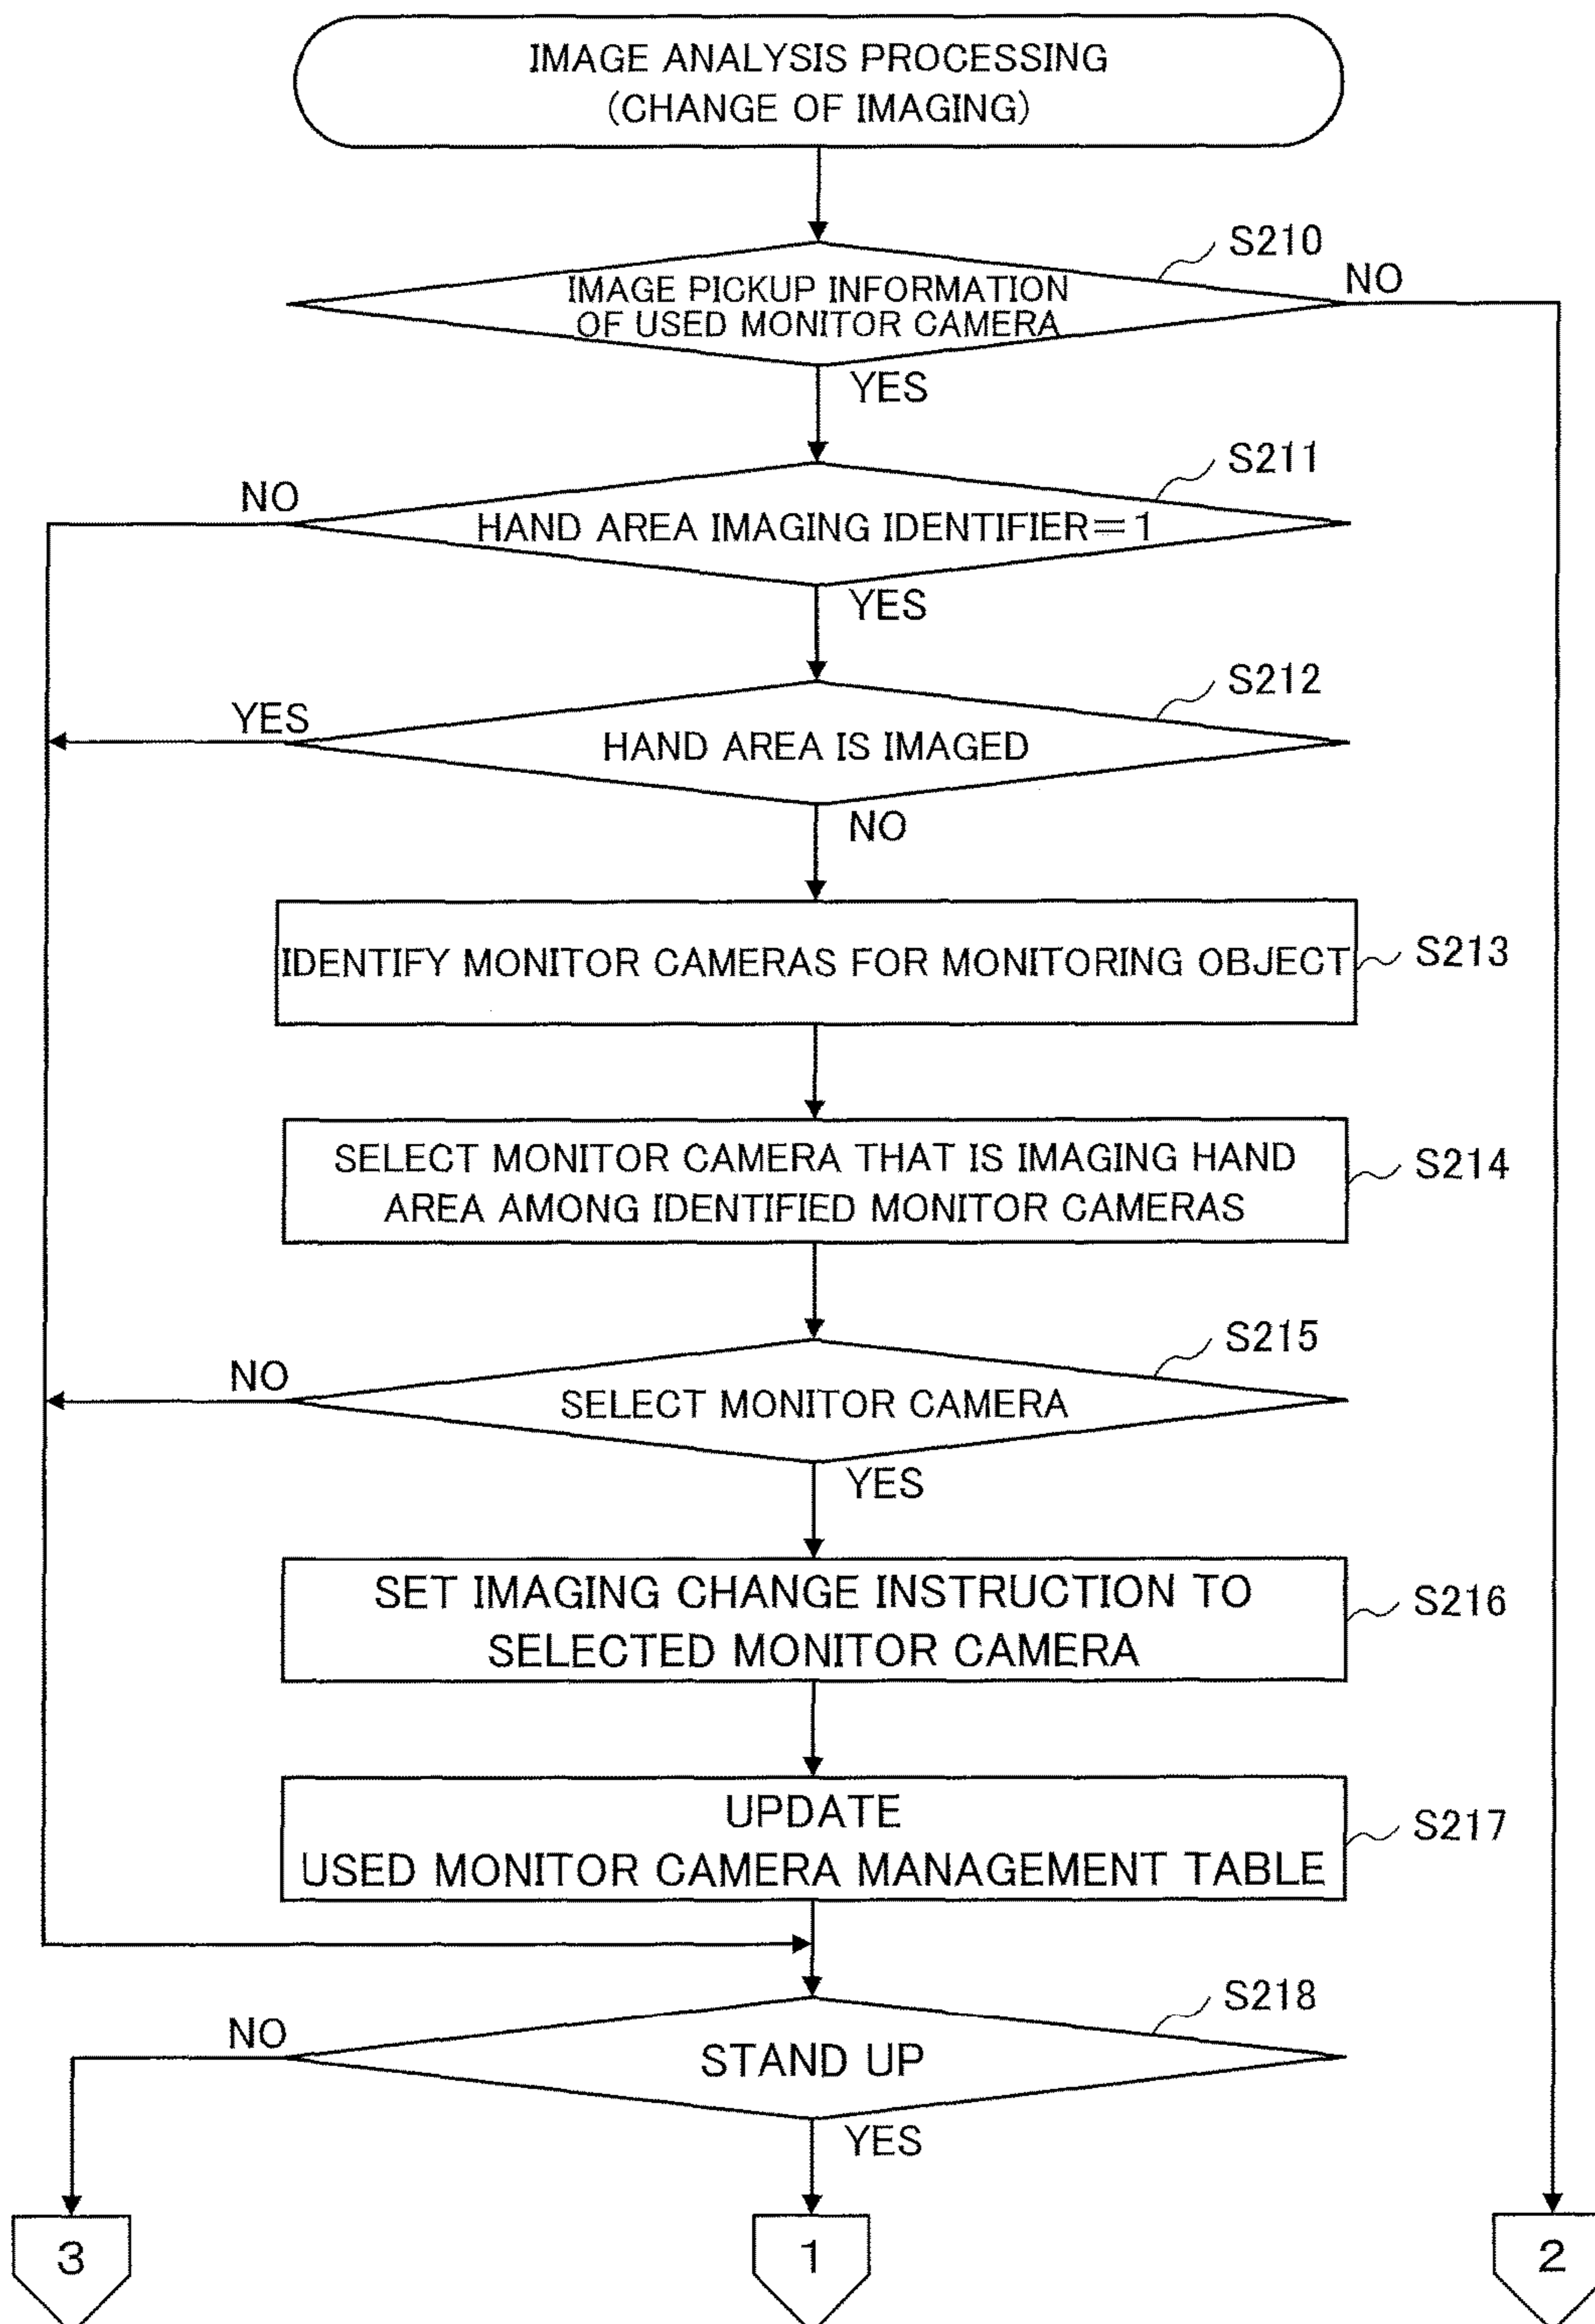 IMAGE ANALYSIS PROCESSING
(CHANGE OF IMAGING)
S210
IMAGE PICKUP INFORMATION
OF USED MONITOR CAMERA
NO
YES
S211
NO
HAND AREA IMAGING IDENTIFIER=1
YES
S212
YES
HAND AREA IS IMAGED
NO
IDENTIFY MONITOR CAMERAS FOR MONITORING OBJECT
S213
SELECT MONITOR CAMERA THAT IS IMAGING HAND
AREA AMONG IDENTIFIED MONITOR CAMERAS
S214
S215
NO
SELECT MONITOR CAMERA
YES
SET IMAGING CHANGE INSTRUCTION TO
SELECTED MONITOR CAMERA
S216
UPDATE
USED MONITOR CAMERA MANAGEMENT TABLE
S217
S218
NO
STAND UP
YES
3
1
2